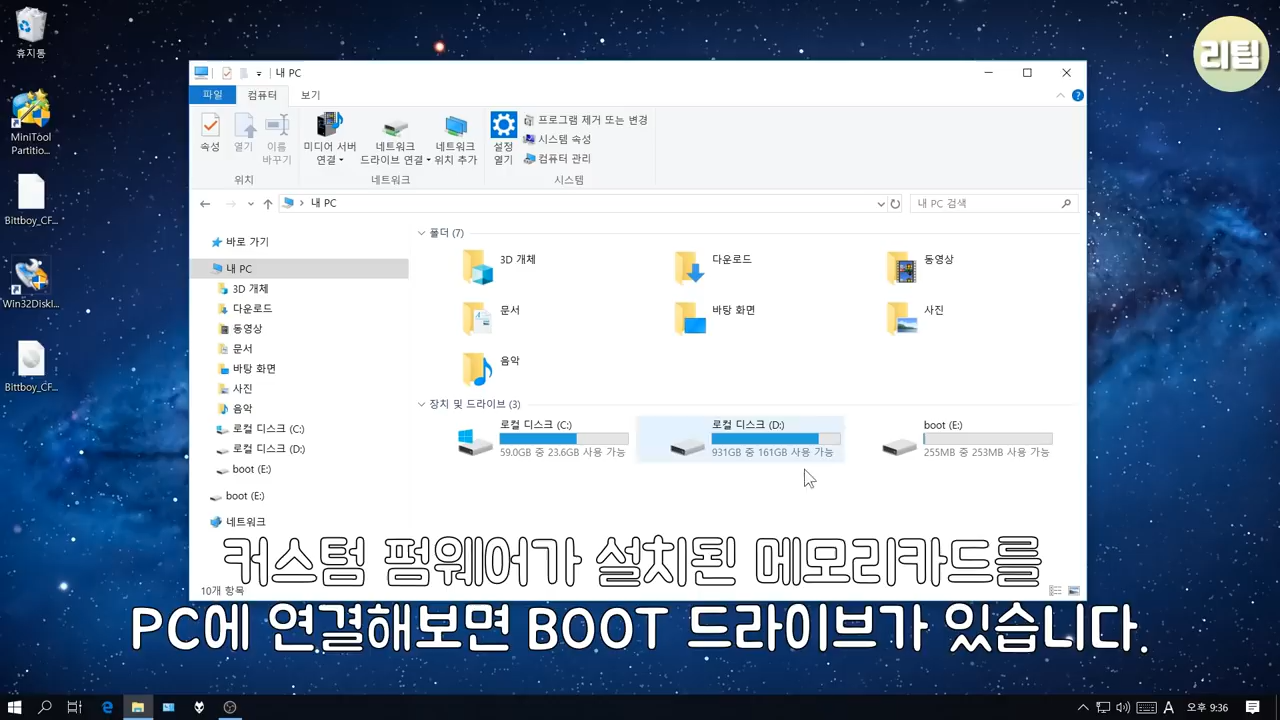 휴지통
MiniTool
Partitio...
Bittboy_CF...
Win32DiskI...
Bittboy_CF...
리팁
내 PC
파일
컴퓨터
보기
속성
열기
이름
바꾸기
위치
미디어 서버
연결
네트워크
드라이브 연결
네트워크
위치 추가
네트워크
설정
열기
프로그램 제거 또는 변경
시스템 속성
컴퓨터 관리
시스템
내 PC
내 PC 검색
바로 가기
내 PC
3D 개체
다운로드
동영상
문서
바탕 화면
사진
음악
로컬 디스크 (C:)
로컬 디스크 (D:)
boot (E:)
boot (E:)
네트워크
폴더 (7)
3D 개체
다운로드
동영상
문서
바탕 화면
사진
음악
장치 및 드라이브 (3)
로컬 디스크 (C:)
59.0GB 중 23.6GB 사용 가능
로컬 디스크 (D:)
931GB 중 161GB 사용 가능
boot (E:)
255MB 중 253MB 사용 가능
10개 항목
커스텀 펌웨어가 설치된 메모리카드를
PC에 연결해보면 BOOT 드라이브가 있습니다.
A
오후 9:36